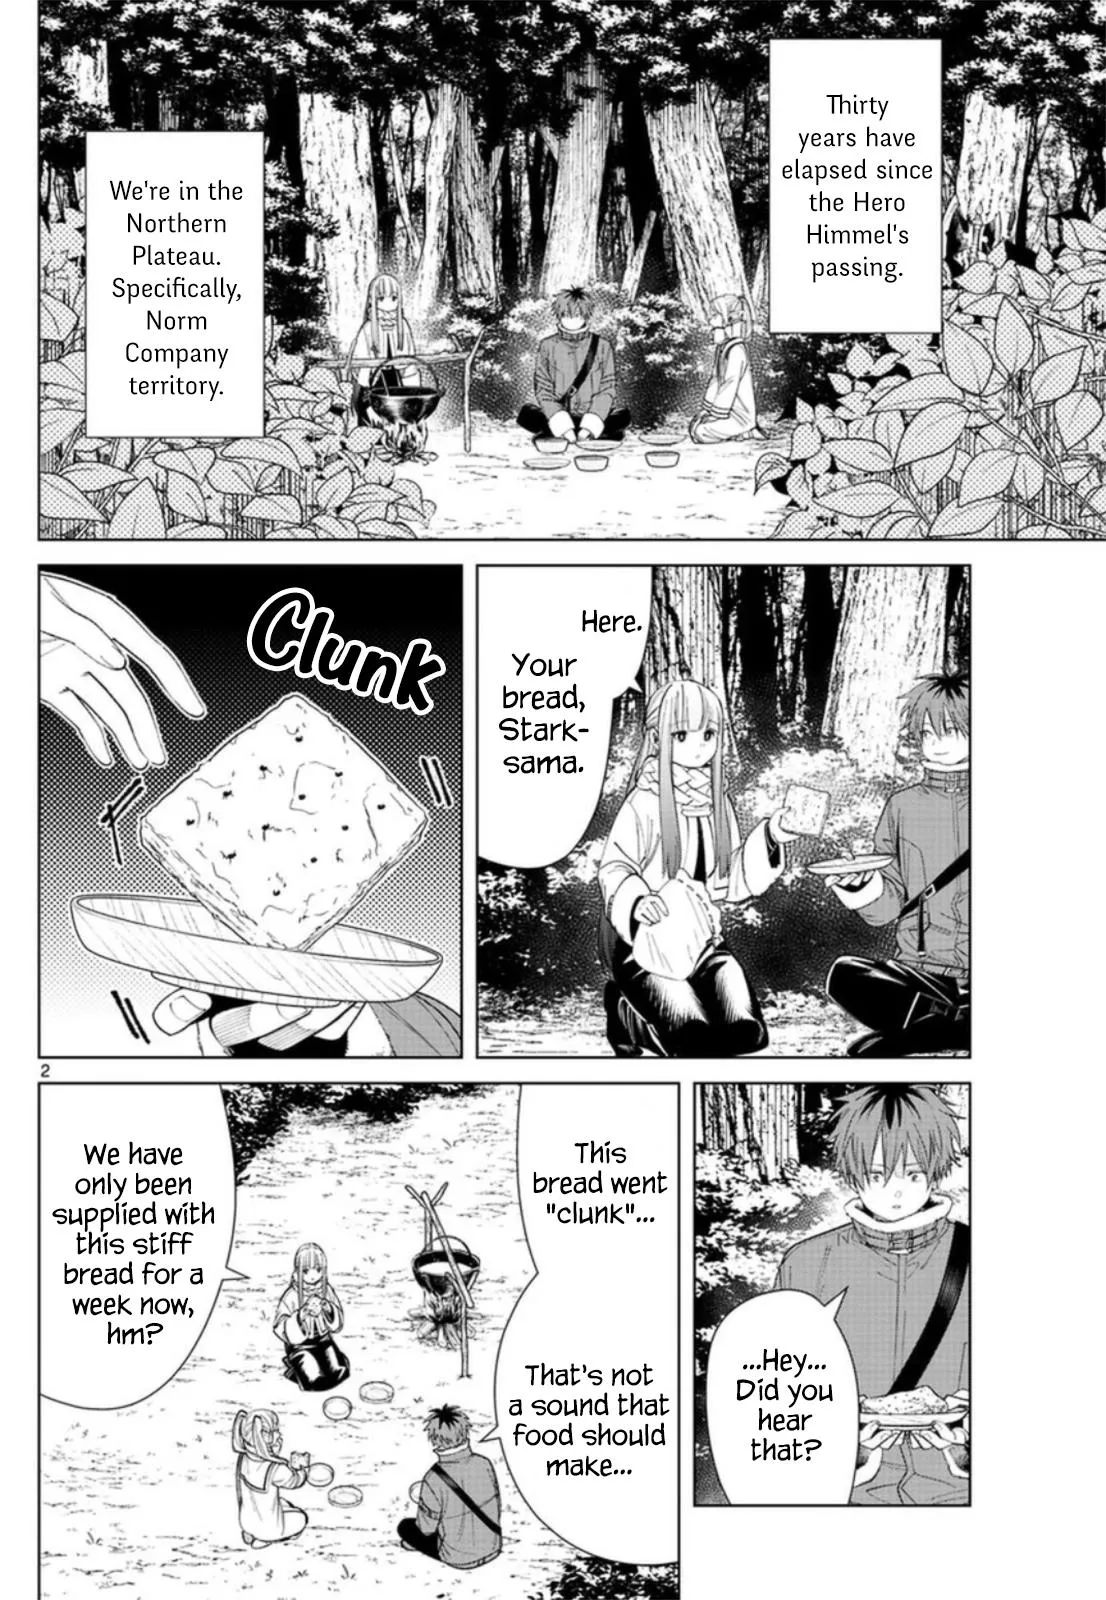 Thirty
years have
elapsed since
the Hero
Himmel's
passing.
We're in the
Northern
Plateau.
Specifically,
Norm
Company
territory.
Here.
Your
bread,
Stark-
sama.
Clunk
...Hey...
Did you
hear
that?
This
bread went
"clunk"...
That's not
a sound that
food should
make...
We have
only been
supplied with
this stiff
bread for a
week now,
hm?
2